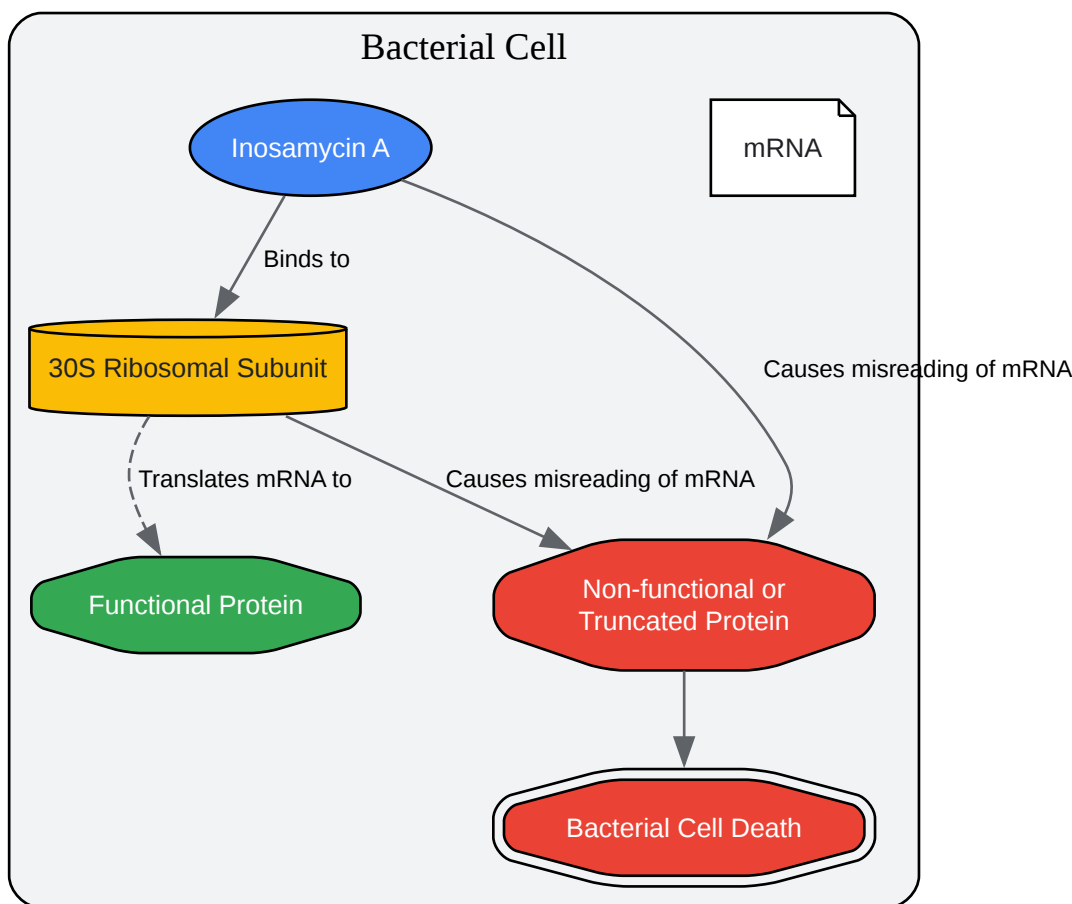 Bacterial Cell
Inosamycin A
mRNA
Binds to
30S Ribosomal Subunit
Causes misreading of mRNA
Translates mRNA to
Causes misreading of mRNA
Functional Protein
Non-functional or
Truncated Protein
Bacterial Cell Death